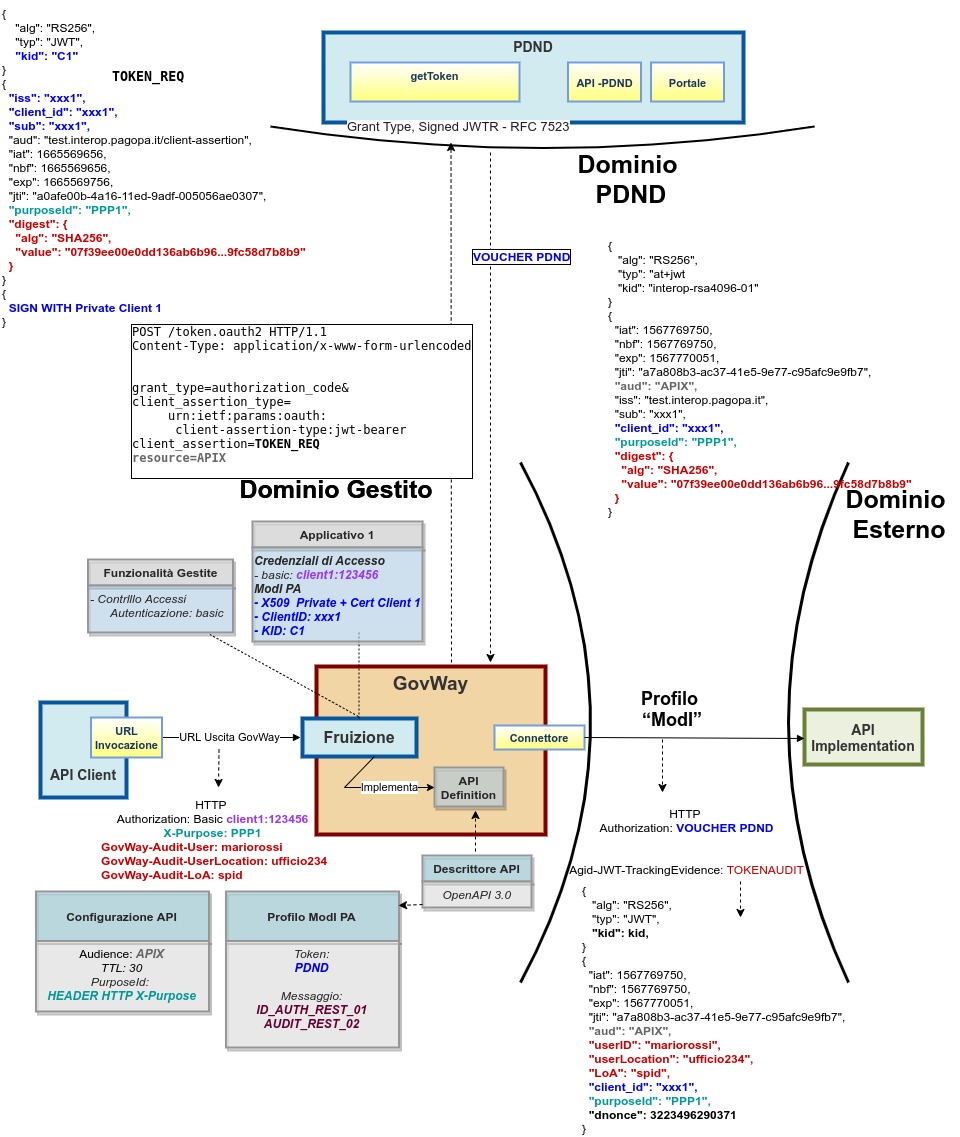 {
"alg": "RS256",
"typ": "JWT",
"kid": "C1"
}
TOKEN_REQ
{
"iss": "xxx1",
"client_id": "xxx1",
"sub": "xxx1",
"aud": "test.interop.pagopa.it/client-assertion",
"iat": 1665569656,
"nbf": 1665569656,
"exp": 1665569756,
"jti": "a0afe00b-4a16-11ed-9adf-005056ae0307",
"purposeId": "PPP1",
"digest": {
"alg": "SHA256",
"value": "07f39ee00e0dd136ab6b96...9fc58d7b8b9"
}
}
{
SIGN WITH Private Client 1
}
PDND
getToken
API -PDND
Portale
Grant Type, Signed JWTR - RFC 7523
Dominio
PDND
VOUCHER PDND
POST /token.oauth2 HTTP/1.1
Content-Type: application/x-www-form-urlencoded
grant_type=authorization_code&
client_assertion_type=
urn:ietf:params:oauth:
client-assertion-type:jwt-bearer
client_assertion=TOKEN_REQ
resource=APIX
{
"alg": "RS256",
"typ": "at+jwt
"kid": "interop-rsa4096-01"
}
{
"iat": 1567769750,
"nbf": 1567769750,
"exp": 1567770051,
"jti": "a7a808b3-ac37-41e5-9e77-c95afc9e9fb7",
"aud": "APIX",
"iss": "test.interop.pagopa.it",
"sub": "xxx1",
"client_id": "xxx1",
"purposeId": "PPP1",
"digest": {
"alg": "SHA256",
"value": "07f39ee00e0dd136ab6b96...9fc58d7b8b9"
}
}
Dominio Gestito
Dominio
Esterno
Funzionalità Gestite
- Contrlllo Accessi
Autenticazione: basic
Applicativo 1
Credenziali di Accesso
- basic: client1:123456
ModI PA
- X509 Private + Cert Client 1
- ClientID: xxx1
- KID: C1
GovWay
API Client
URL
Invocazione
URL Uscita GovWay
Fruizione
Implementa
API
Definition
Connettore
Profilo
“ModI”
API
Implementation
HTTP
Authorization: Basic client1:123456
X-Purpose: PPP1
GovWay-Audit-User: mariorossi
GovWay-Audit-UserLocation: ufficio234
GovWay-Audit-LoA: spid
HTTP
Authorization: VOUCHER PDND
Agid-JWT-TrackingEvidence: TOKENAUDIT
Descrittore API
OpenAPI 3.0
Configurazione API
Audience: APIX
TTL: 30
PurposeId:
HEADER HTTP X-Purpose
Profilo ModI PA
Token:
PDND
Messaggio:
ID_AUTH_REST_01
AUDIT_REST_02
{
"alg": "RS256",
"typ": "JWT",
"kid": kid,
}
{
"iat": 1567769750,
"nbf": 1567769750,
"exp": 1567770051,
"jti": "a7a808b3-ac37-41e5-9e77-c95afc9e9fb7",
"aud": "APIX",
"userID": "mariorossi",
"userLocation": "ufficio234",
"LoA": "spid",
"client_id": "xxx1",
"purposeId": "PPP1",
"dnonce": 3223496290371
}